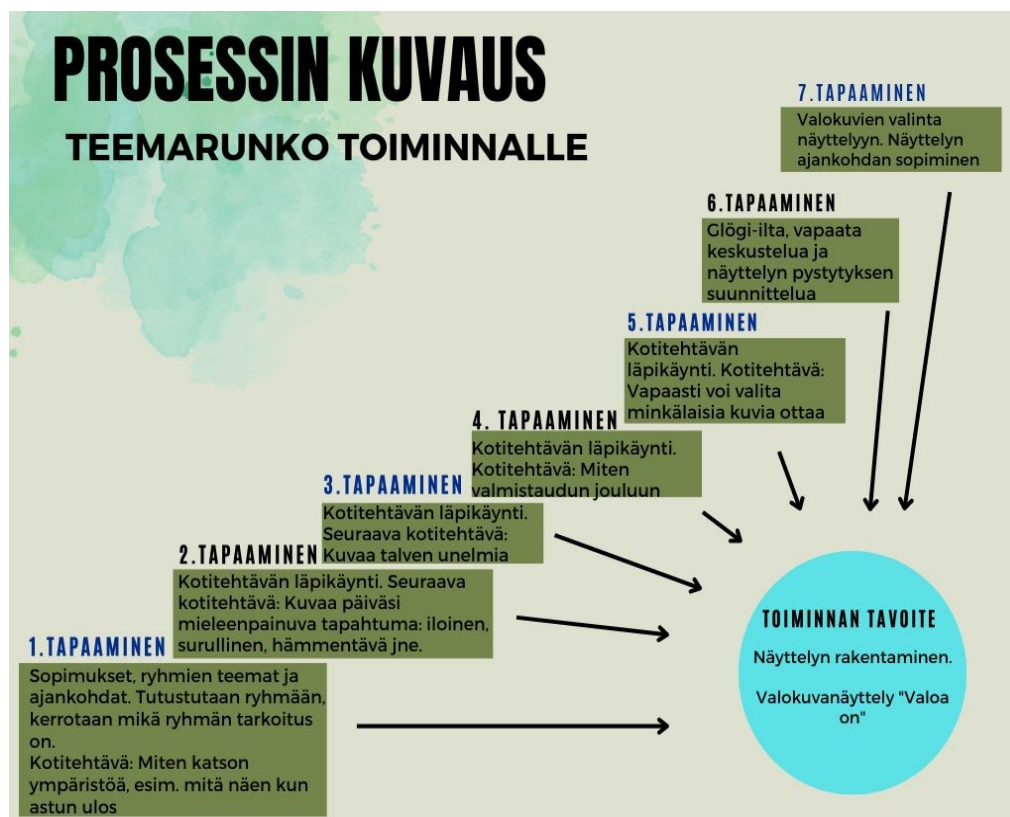 PROSESSIN KUVAUS
TEEMARUNKO TOIMINNALLE
1.TAPAAMINEN
Sopimukset, ryhmien teemat ja
ajankohdat. Tutustutaan ryhmään,
kerrotaan mikä ryhmän tarkoitus
on.
Kotitehtävä: Miten katson
ympäristöä, esim. mitä näen kun
astun ulos
2.TAPAAMINEN
Kotitehtävän läpikäynti. Seuraava
kotitehtävä: Kuvaa päiväsi
mieleenpainuva tapahtuma: iloinen,
surullinen, hämmentävä jne.
3.TAPAAMINEN
Kotitehtävän läpikäynti.
Seuraava kotitehtävä:
Kuvaa talven unelmia
4. TAPAAMINEN
Kotitehtävän läpikäynti.
Kotitehtävä: Miten
valmistaudun jouluun
5.TAPAAMINEN
Kotitehtävän
läpikäynti. Kotitehtävä:
Vapaasti voi valita
minkälaisia kuvia ottaa
6.TAPAAMINEN
Glögi-ilta, vapaata
keskustelua ja
näyttelyn pystytyksen
suunnittelua
7.TAPAAMINEN
Valokuvien valinta
näyttelyyn. Näyttelyn
ajankohdan sopiminen
TOIMINNAN TAVOITE
Näyttelyn rakentaminen.
Valokuvanäyttely "Valoa
on"